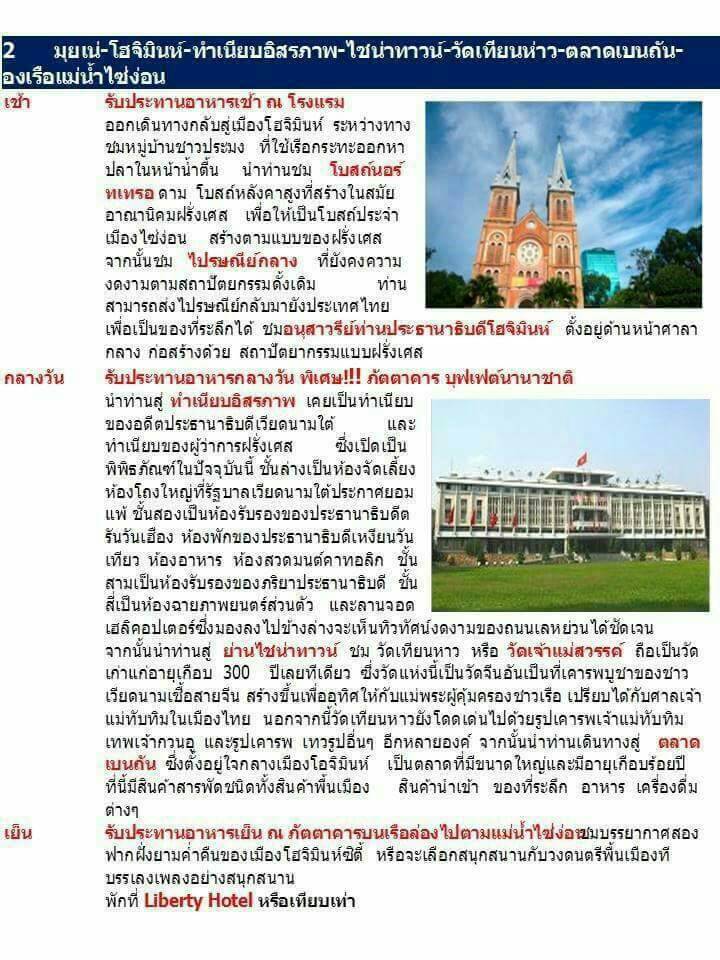 2 มุยเน่-โฮจิมินห์-ทำเนียบอิสรภาพ-ไชน่าทาวน์-วัดเทียนห่าว-ตลาดเบนถัน-
องเรือแม่น้ำไซ่ง่อน
เช้า รับประทานอาหารเช้า ณ โรงแรม
ออกเดินทางกลับสู่เมืองโฮจิมินห์ ระหว่างทาง
ชมหมู่บ้านชาวประมง ที่ใช้เรือกระทะออกหา
ปลาในหน้าน้ำตื้น นำท่านชม โบสถ์นอร์
ทเทรอ ดาม โบสถ์หลังคาสูงที่สร้างในสมัย
อาณานิคมฝรั่งเศส เพื่อให้เป็นโบสถ์ประจำ
เมืองไซ่ง่อน สร้างตามแบบของฝรั่งเศส
จากนั้นชม ไปรษณีย์กลาง ที่ยังคงความ
งดงามตามสถาปัตยกรรมดั้งเดิม ท่าน
สามารถส่งไปรษณีย์กลับมายังประเทศไทย
เพื่อเป็นของที่ระลึกได้ ชมอนุสาวรีย์ท่านประธานาธิบดีโฮจิมินห์ ตั้งอยู่ด้านหน้าศาลา
กลาง ก่อสร้างด้วย สถาปัตยากรรมแบบฝรั่งเศส
กลางวัน รับประทานอาหารกลางวัน พิเศษ!!! ภัตตาคาร บุฟเฟต์นานาชาติ
นำท่านสู่ ทำเนียบอิสรภาพ เคยเป็นทำเนียบ
ของอดีตประธานาธิบดีเวียดนามใต้ และ
ทำเนียบของผู้ว่าการฝรั่งเศส ซึ่งเปิดเป็น
พิพิธภัณฑ์ในปัจจุบันนี้ ชั้นล่างเป็นห้องจัดเลี้ยง
ห้องโถงใหญ่ที่รัฐบาลเวียดนามใต้ประกาศยอม
แพ้ ชั้นสองเป็นห้องรับรองของประธานาธิบดีต
รันวันเฮือง ห้องพักของประธานาธิบดีเหงียนวัน
เทียว ห้องอาหาร ห้องสวดมนต์คาทอลิก ชั้น
สามเป็นห้องรับรองของภริยาประธานาธิบดี ชั้น
สี่เป็นห้องฉายภาพยนตร์ส่วนตัว และลานจอด
เฮลิคอปเตอร์ซึ่งมองลงไปข้างล่างจะเห็นทิวทัศน์งดงามของถนนเลหย่วนได้ชัดเจน
จากนั้นนำท่านสู่ ย่านไชน่าทาวน์ ชม วัดเทียนหาว หรือ วัดเจ้าแม่สวรรค์ ถือเป็นวัด
เก่าแก่อายุเกือบ 300 ปีเลยทีเดียว ซึ่งวัดแห่งนี้เป็นวัดจีนอันเป็นที่เคารพบูชาของชาว
เวียดนามเชื้อสายจีน สร้างขึ้นเพื่ออุทิศให้กับแม่พระผู้คุ้มครองชาวเรือ เปรียบได้กับศาลเจ้า
แม่ทับทิมในเมืองไทย นอกจากนี้วัดเทียนหาวยังโดดเด่นไปด้วยรูปเคารพเจ้าแม่ทับทิม
เทพเจ้ากวนอู และรูปเคารพ เทวรูปอื่นๆ อีกหลายองค์ จากนั้นนำท่านเดินทางสู่ ตลาด
เบนถัน ซึ่งตั้งอยู่ใจกลางเมืองโอจิมินห์ เป็นตลาดที่มีขนาดใหญ่และมีอายุเกือบร้อยปี
ที่นี้มีสินค้าสารพัดชนิดทั้งสินค้าพื้นเมือง สินค้านำเข้า ของที่ระลึก อาหาร เครื่องดื่ม
ต่างๆ
เย็น รับประทานอาหารเย็น ณ ภัตตาคารบนเรือล่องไปตามแม่น้ำไซ่ง่อนชมบรรยากาศสอง
ฟากฝั่งยามค่ำคืนของเมืองโฮจิมินห์ซิตี้ หรือจะเลือกสนุกสนานกับวงดนตรีพื้นเมืองที่
บรรเลงเพลงอย่างสนุกสนาน
พักที่ Liberty Hotel หรือเทียบเท่า